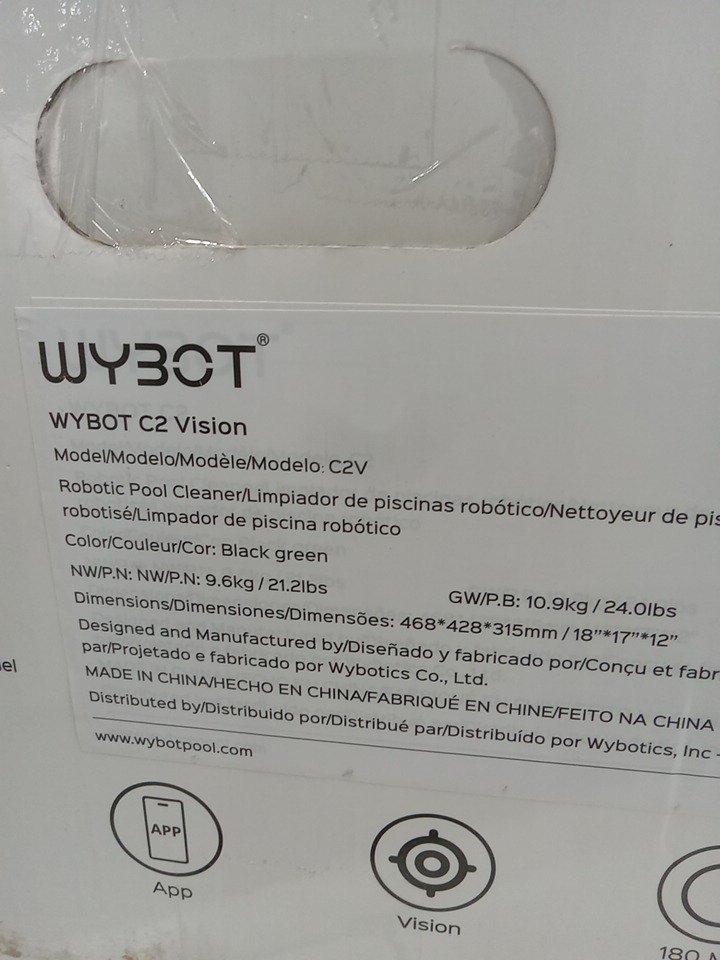 WYBOT®
WYBOT C2 Vision
Model/Modelo/Modèle/Modelo: C2V
Robotic Pool Cleaner/Limpiador de piscinas robótico/Nettoyeur de pis
robotisé/Limpador de piscina robótico
Color/Couleur/Cor: Black green
NW/P.N: NW/P.N: 9.6kg / 21.2lbs GW/P.B: 10.9kg / 24.0lbs
Dimensions/Dimensiones/Dimensões: 468*428*315mm / 18”*17”*12”
Designed and Manufactured by/Diseñado y fabricado por/Conçu et fabr
par/Projetado e fabricado por Wybotics Co., Ltd.
MADE IN CHINA/HECHO EN CHINA/FABRIQUÉ EN CHINE/FEITO NA CHINA
Distributed by/Distribuido por/Distribué par/Distribuído por Wybotics, Inc -
www.wybotpool.com
APP
App
Vision
180